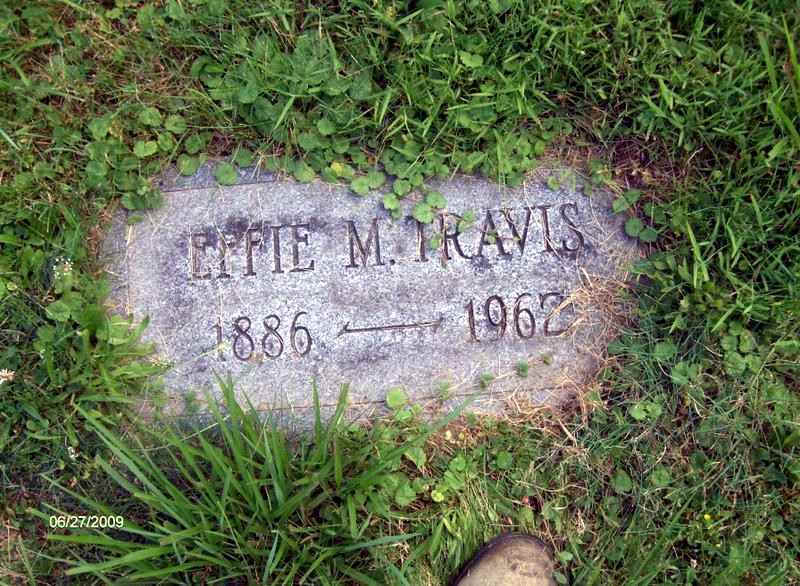 EFFIE M. TRAVIS
1886 — 1962
06/27/2009